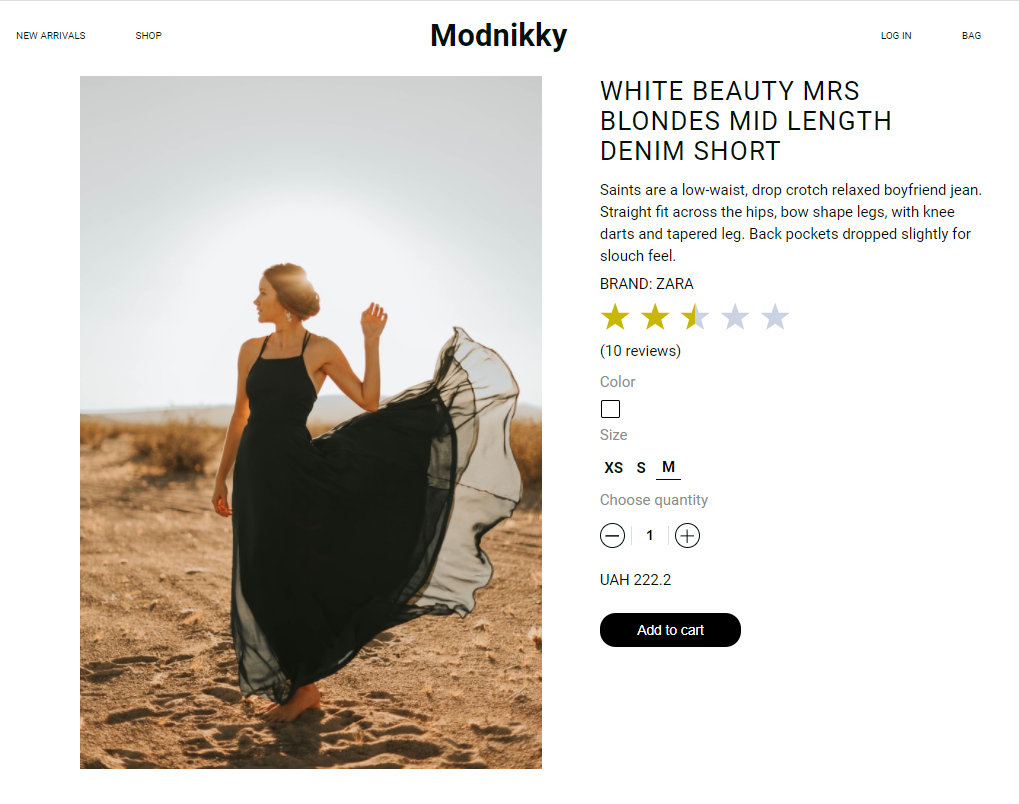 NEW ARRIVALS
SHOP
Modnikky
LOG IN
BAG
WHITE BEAUTY MRS
BLONDES MID LENGTH
DENIM SHORT
Saints are a low-waist, drop crotch relaxed boyfriend jean.
Straight fit across the hips, bow shape legs, with knee
darts and tapered leg. Back pockets dropped slightly for
slouch feel.
BRAND: ZARA
(10 reviews)
Color
Size
XS S M
Choose quantity
1
UAH 222.2
Add to cart